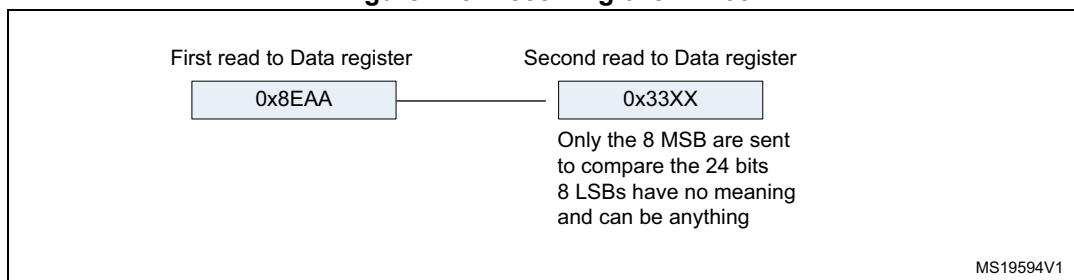 First read to Data register
Second read to Data register
0x8EAA
0x33XX
Only the 8 MSB are sent
to compare the 24 bits
8 LSBs have no meaning
and can be anything
MS19594V1